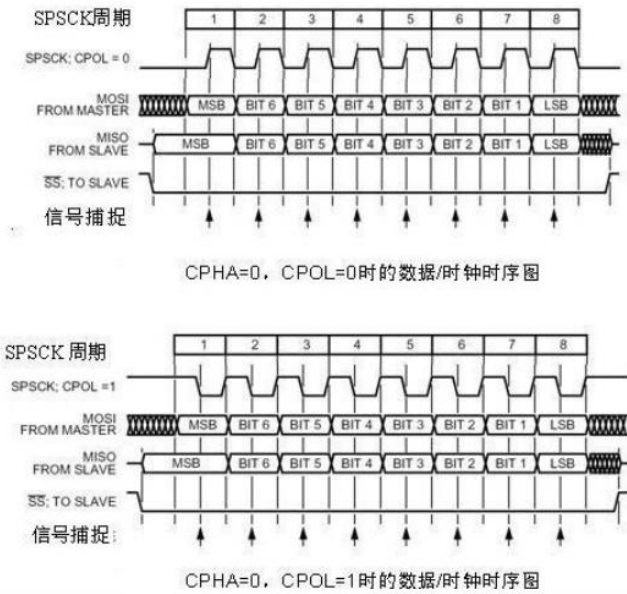 SPSCK周期 1 2 3 4 5 6 7 8
SPSCK; CPOL = 0
MOSI
FROM MASTER MSB BIT 6 BIT 5 BIT 4 BIT 3 BIT 2 BIT 1 LSB
MISO
FROM SLAVE MSB BIT 6 BIT 5 BIT 4 BIT 3 BIT 2 BIT 1 LSB
SS; TO SLAVE
信号捕捉
CPHA=0，CPOL=0时的数据/时钟时序图
SPSCK 周期 1 2 3 4 5 6 7 8
SPSCK; CPOL =1
MOSI
FROM MASTER MSB BIT 6 BIT 5 BIT 4 BIT 3 BIT 2 BIT 1 LSB
MISO
FROM SLAVE MSB BIT 6 BIT 5 BIT 4 BIT 3 BIT 2 BIT 1 LSB
SS; TO SLAVE
信号捕捉:
CPHA=0，CPOL=1时的数据/时钟时序图